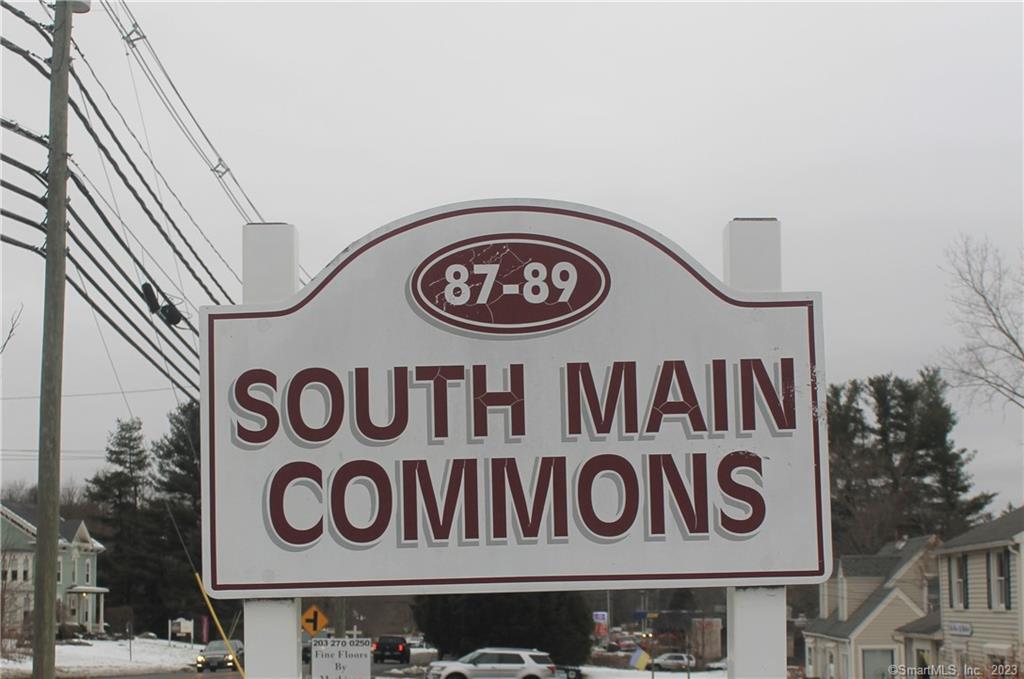 87-89
SOUTH MAIN
COMMONS
203 270 0250
Fine Floors
By
©SmartMLS, Inc. 2023